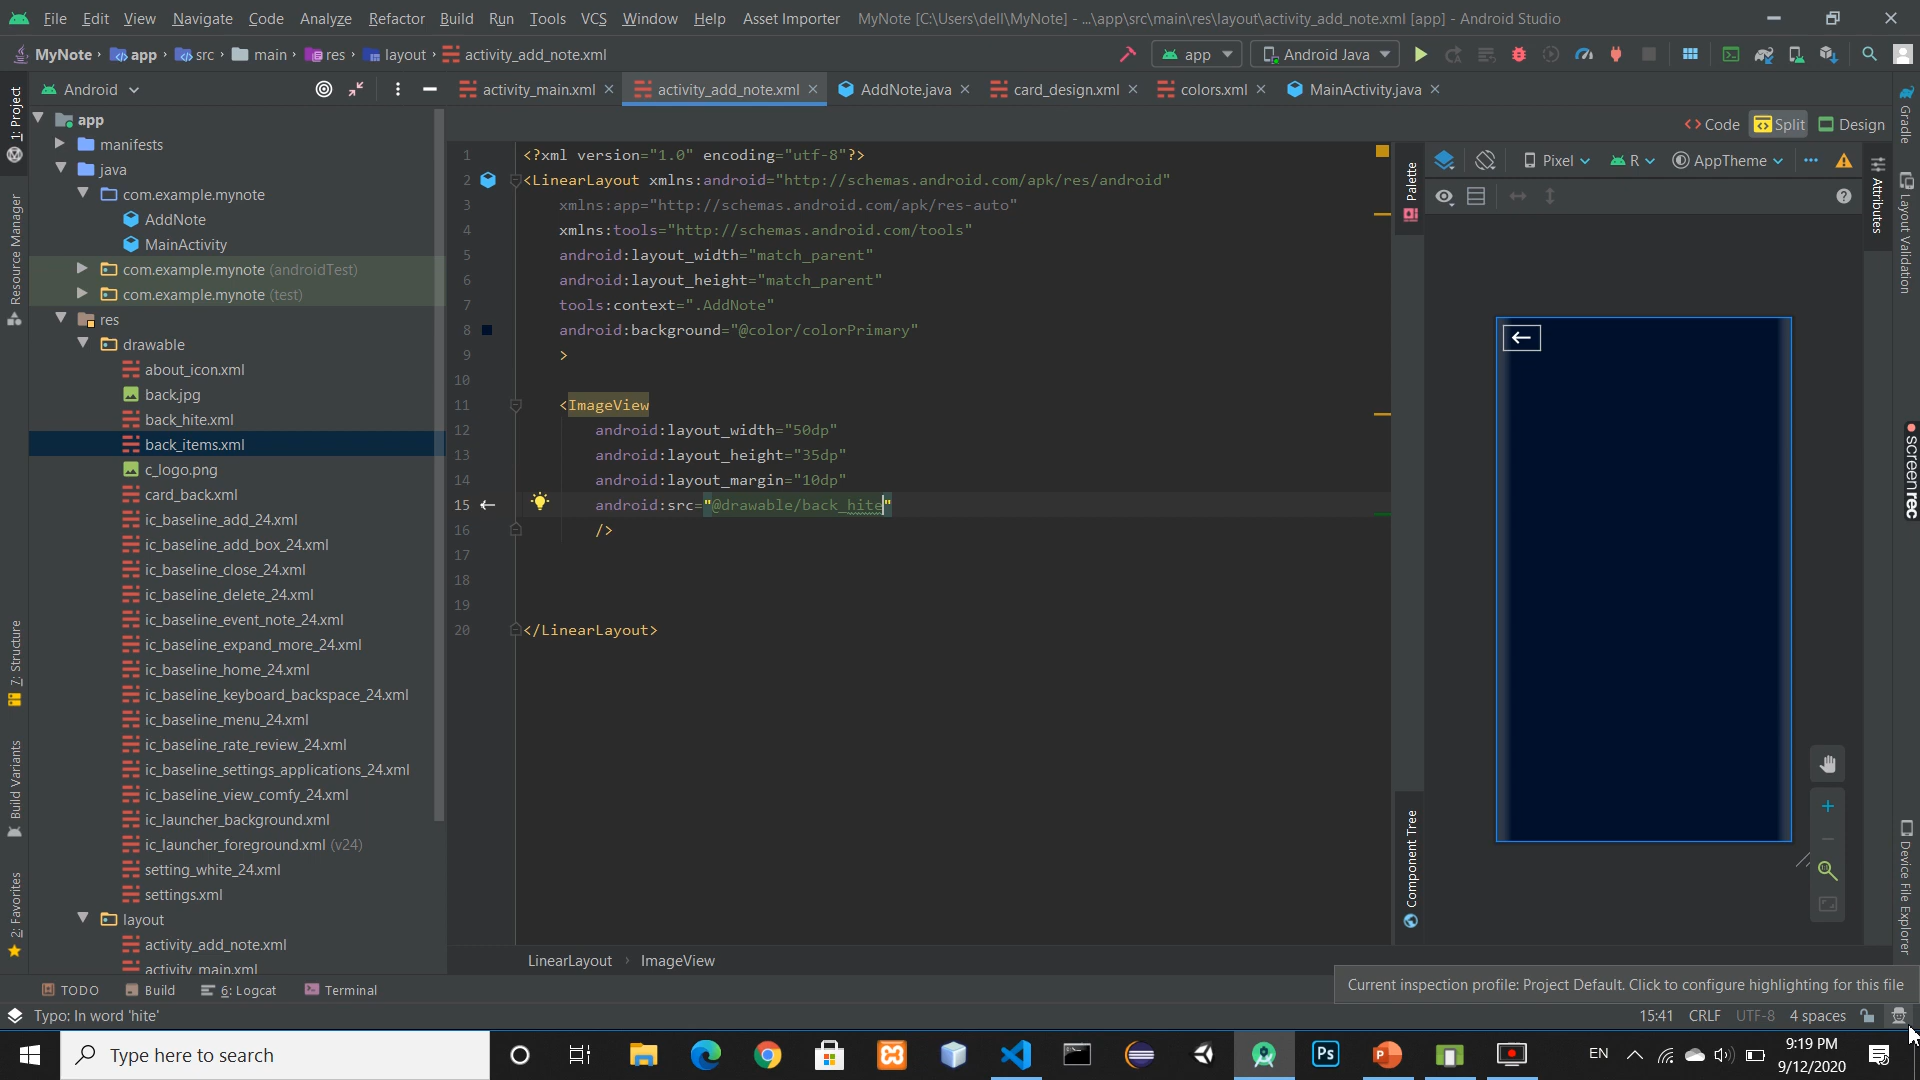 File Edit View Navigate Code Analyze Refactor Build Run Tools VCS Window Help Asset Importer MyNote [C:\Users\dell\MyNote] - ...\app\src\main\res\layout\activity_add_note.xml [app] - Android Studio
MyNote app src main res layout activity_add_note.xml
app
Android Java
Android
activity_main.xml
activity_add_note.xml
AddNote.java
card_design.xml
colors.xml
MainActivity.java
Code Split Design
1: Project
Resource Manager
7: Structure
Build Variants
2: Favorites
app
manifests
java
com.example.mynote
AddNote
MainActivity
com.example.mynote (androidTest)
com.example.mynote (test)
res
drawable
about_icon.xml
back.jpg
back_hite.xml
back_items.xml
c_logo.png
card_back.xml
ic_baseline_add_24.xml
ic_baseline_add_box_24.xml
ic_baseline_close_24.xml
ic_baseline_delete_24.xml
ic_baseline_event_note_24.xml
ic_baseline_expand_more_24.xml
ic_baseline_home_24.xml
ic_baseline_keyboard_backspace_24.xml
ic_baseline_menu_24.xml
ic_baseline_rate_review_24.xml
ic_baseline_settings_applications_24.xml
ic_baseline_view_comfy_24.xml
ic_launcher_background.xml
ic_launcher_foreground.xml (v24)
setting_white_24.xml
settings.xml
layout
activity_add_note.xml
activity_main.xml
1 <?xml version="1.0" encoding="utf-8"?>
2 <LinearLayout xmlns:android="http://schemas.android.com/apk/res/android"
3 xmlns:app="http://schemas.android.com/apk/res-auto"
4 xmlns:tools="http://schemas.android.com/tools"
5 android:layout_width="match_parent"
6 android:layout_height="match_parent"
7 tools:context=".AddNote"
8 android:background="@color/colorPrimary"
9 >
10
11 <ImageView
12 android:layout_width="50dp"
13 android:layout_height="35dp"
14 android:layout_margin="10dp"
15 android:src="@drawable/back_hite"
16 />
17
18
19
20 </LinearLayout>
Palette
Component Tree
Pixel R AppTheme
Attributes
Gradle
Layout Validation
screenrec
Device File Explorer
LinearLayout ImageView
Current inspection profile: Project Default. Click to configure highlighting for this file
TODO Build 6: Logcat Terminal
Typo: In word 'hite'
15:41 CRLF UTF-8 4 spaces
Type here to search
Ps
EN
9:19 PM
9/12/2020